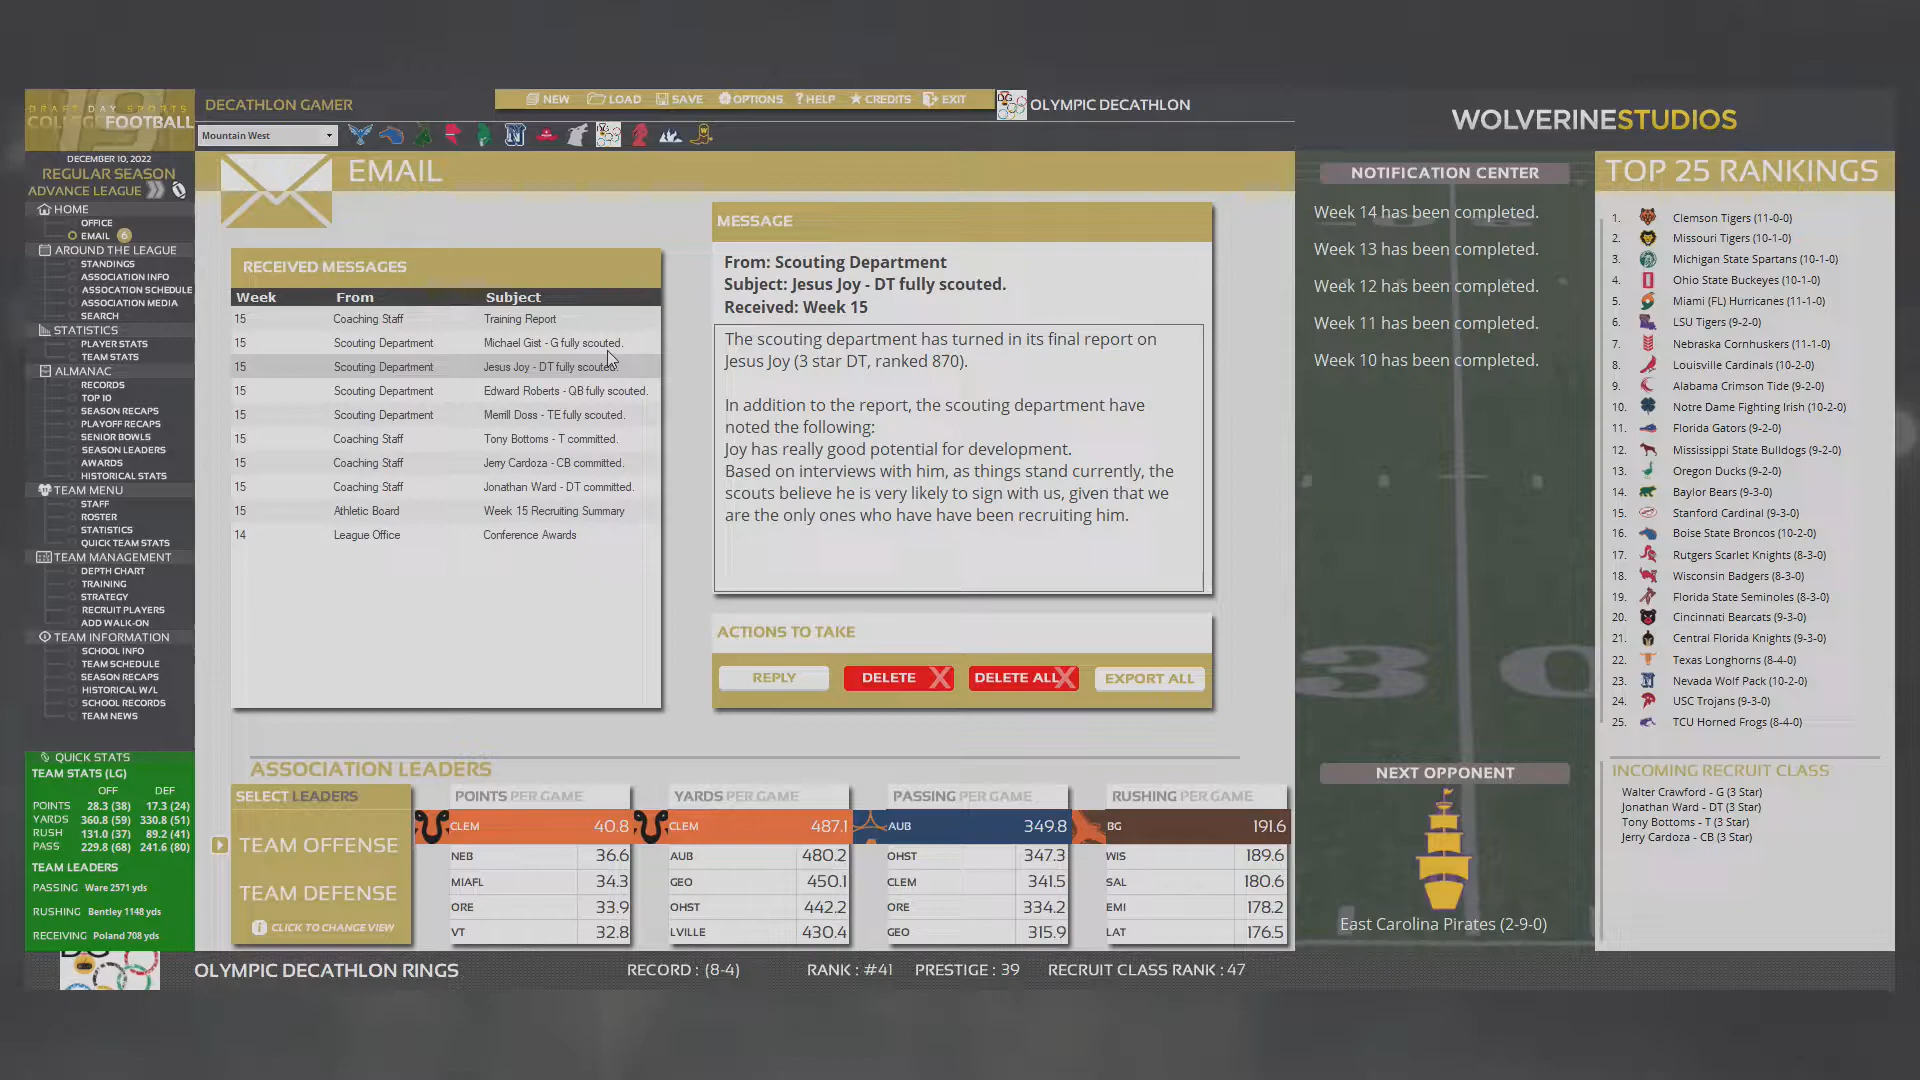 DRAFT DAY SPORTS
COLLEGE FOOTBALL
DECATHLON GAMER
NEW LOAD SAVE OPTIONS ? HELP CREDITS EXIT
OLYMPIC DECATHLON
WOLVERINESTUDIOS
Mountain West
DECEMBER 10, 2022
REGULAR SEASON
ADVANCE LEAGUE
HOME
OFFICE
EMAIL 6
AROUND THE LEAGUE
STANDINGS
ASSOCIATION INFO
ASSOCATION SCHEDULE
ASSOCIATION MEDIA
SEARCH
STATISTICS
PLAYER STATS
TEAM STATS
ALMANAC
RECORDS
TOP 10
SEASON RECAPS
PLAYOFF RECAPS
SENIOR BOWLS
SEASON LEADERS
AWARDS
HISTORICAL STATS
TEAM MENU
STAFF
ROSTER
STATISTICS
QUICK TEAM STATS
TEAM MANAGEMENT
DEPTH CHART
TRAINING
STRATEGY
RECRUIT PLAYERS
ADD WALK-ON
TEAM INFORMATION
SCHOOL INFO
TEAM SCHEDULE
SEASON RECAPS
HISTORICAL W/L
SCHOOL RECORDS
TEAM NEWS
QUICK STATS
TEAM STATS (LG)
OFF DEF
POINTS 28.3 (38) 17.3 (24)
YARDS 360.8 (59) 330.8 (51)
RUSH 131.0 (37) 89.2 (41)
PASS 229.8 (68) 241.6 (80)
TEAM LEADERS
PASSING Ware 2571 yds
RUSHING Bentley 1148 yds
RECEIVING Poland 708 yds
EMAIL
RECEIVED MESSAGES
Week From Subject
15 Coaching Staff Training Report
15 Scouting Department Michael Gist - G fully scouted.
15 Scouting Department Jesus Joy - DT fully scouted.
15 Scouting Department Edward Roberts - QB fully scouted.
15 Scouting Department Merrill Doss - TE fully scouted.
15 Coaching Staff Tony Bottoms - T committed.
15 Coaching Staff Jerry Cardoza - CB committed.
15 Coaching Staff Jonathan Ward - DT committed.
15 Athletic Board Week 15 Recruiting Summary
14 League Office Conference Awards
MESSAGE
From: Scouting Department
Subject: Jesus Joy - DT fully scouted.
Received: Week 15
The scouting department has turned in its final report on
Jesus Joy (3 star DT, ranked 870).
In addition to the report, the scouting department have
noted the following:
Joy has really good potential for development.
Based on interviews with him, as things stand currently, the
scouts believe he is very likely to sign with us, given that we
are the only ones who have have been recruiting him.
ACTIONS TO TAKE
REPLY DELETE X DELETE ALL X EXPORT ALL
ASSOCIATION LEADERS
SELECT LEADERS
TEAM OFFENSE
TEAM DEFENSE
CLICK TO CHANGE VIEW
POINTS PER GAME
CLEM 40.8
NEB 36.6
MIAFL 34.3
ORE 33.9
VT 32.8
YARDS PER GAME
CLEM 487.1
AUB 480.2
GEO 450.1
OHST 442.2
LVILLE 430.4
PASSING PER GAME
AUB 349.8
OHST 347.3
CLEM 341.5
ORE 334.2
GEO 315.9
RUSHING PER GAME
BG 191.6
WIS 189.6
SAL 180.6
EMI 178.2
LAT 176.5
NOTIFICATION CENTER
Week 14 has been completed.
Week 13 has been completed.
Week 12 has been completed.
Week 11 has been completed.
Week 10 has been completed.
3 0
NEXT OPPONENT
East Carolina Pirates (2-9-0)
TOP 25 RANKINGS
1. Clemson Tigers (11-0-0)
2. Missouri Tigers (10-1-0)
3. Michigan State Spartans (10-1-0)
4. Ohio State Buckeyes (10-1-0)
5. Miami (FL) Hurricanes (11-1-0)
6. LSU Tigers (9-2-0)
7. Nebraska Cornhuskers (11-1-0)
8. Louisville Cardinals (10-2-0)
9. Alabama Crimson Tide (9-2-0)
10. Notre Dame Fighting Irish (10-2-0)
11. Florida Gators (9-2-0)
12. Mississippi State Bulldogs (9-2-0)
13. Oregon Ducks (9-2-0)
14. Baylor Bears (9-3-0)
15. Stanford Cardinal (9-3-0)
16. Boise State Broncos (10-2-0)
17. Rutgers Scarlet Knights (8-3-0)
18. Wisconsin Badgers (8-3-0)
19. Florida State Seminoles (8-3-0)
20. Cincinnati Bearcats (9-3-0)
21. Central Florida Knights (9-3-0)
22. Texas Longhorns (8-4-0)
23. Nevada Wolf Pack (10-2-0)
24. USC Trojans (9-3-0)
25. TCU Horned Frogs (8-4-0)
INCOMING RECRUIT CLASS
Walter Crawford - G (3 Star)
Jonathan Ward - DT (3 Star)
Tony Bottoms - T (3 Star)
Jerry Cardoza - CB (3 Star)
OLYMPIC DECATHLON RINGS RECORD : (8-4) RANK : #41 PRESTIGE : 39 RECRUIT CLASS RANK : 47